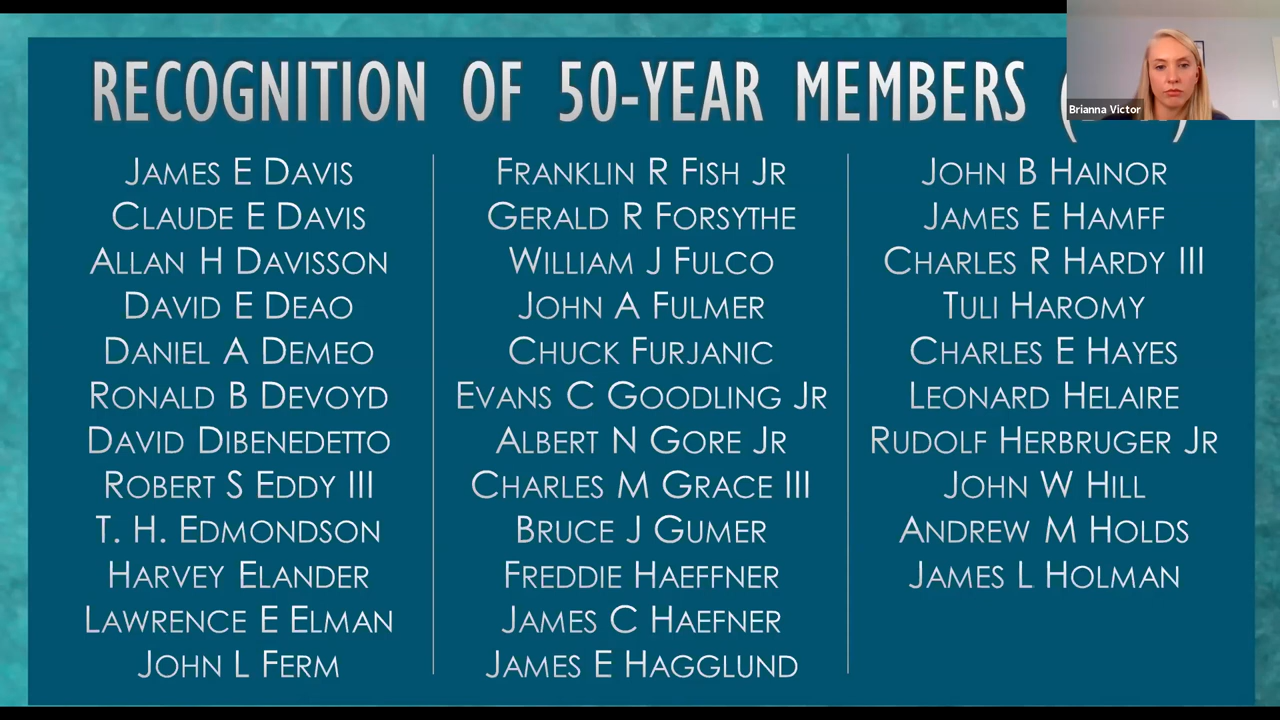 RECOGNITION OF 50-YEAR MEMBERS
Brianna Victor
JAMES E DAVIS
CLAUDE E DAVIS
ALLAN H DAVISSON
DAVID E DEAO
DANIEL A DEMEO
RONALD B DEVOYD
DAVID DIBENEDETTO
ROBERT S EDDY III
T. H. EDMONDSON
HARVEY ELANDER
LAWRENCE E ELMAN
JOHN L FERM
FRANKLIN R FISH JR
GERALD R FORSYTHE
WILLIAM J FULCO
JOHN A FULMER
CHUCK FURJANIC
EVANS C GOODLING JR
ALBERT N GORE JR
CHARLES M GRACE III
BRUCE J GUMER
FREDDIE HAEFFNER
JAMES C HAEFNER
JAMES E HAGGLUND
JOHN B HAINOR
JAMES E HAMFF
CHARLES R HARDY III
TULI HAROMY
CHARLES E HAYES
LEONARD HELAIRE
RUDOLF HERBRUGER JR
JOHN W HILL
ANDREW M HOLDS
JAMES L HOLMAN